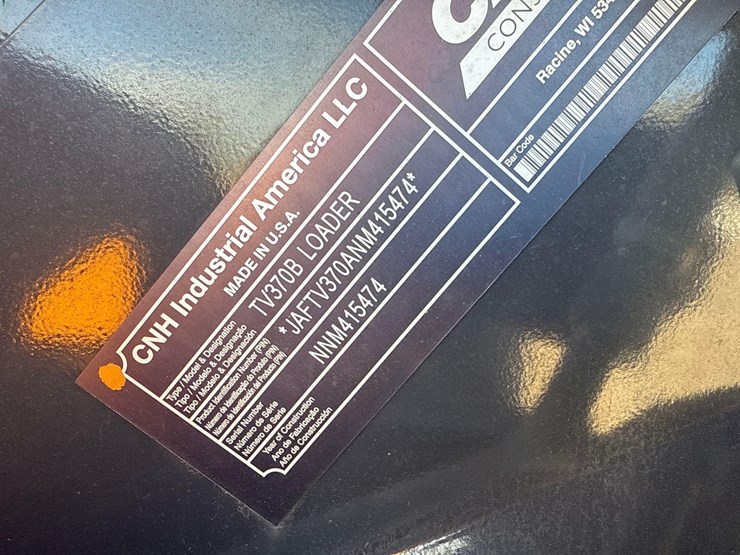 CNH Industrial America LLC
MADE IN U.S.A.
Type / Model & Designation
Tipo / Modelo & Designação
Tipo / Modelo & Designación
TV370B LOADER
Product Identification Number (PIN)
Número de Identificação do Produto (PIN)
Número de Identificación del Producto (PIN)
* JAFTV370ANM415474*
Serial Number
Número de Série
Número de Serie
NNM415474
Year of Construction
Ano de Fabricação
Año de Construcción
CONS
Racine, WI 534
Bar Code